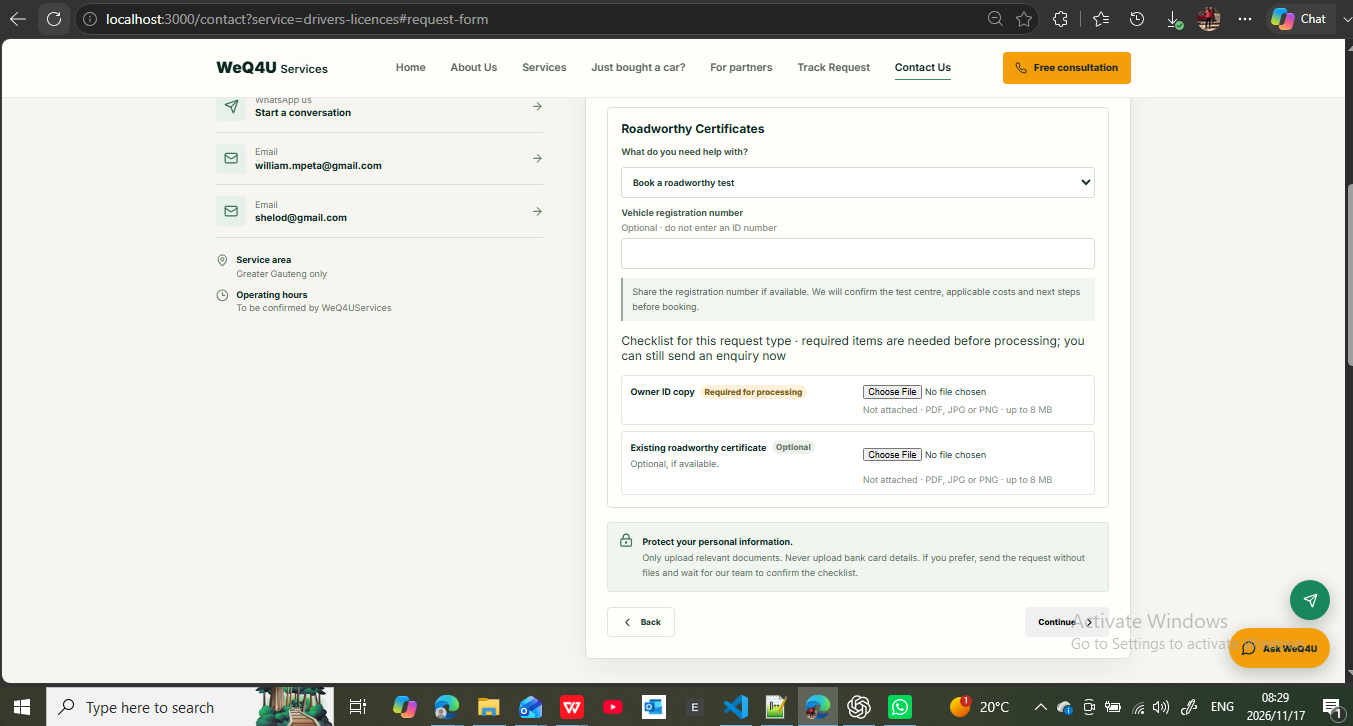 localhost:3000/contact?service=drivers-licences#request-form
Chat
WeQ4U Services
Home
About Us
Services
Just bought a car?
For partners
Track Request
Contact Us
Free consultation
WhatsApp us
Start a conversation
Email
william.mpeta@gmail.com
Email
shelod@gmail.com
Service area
Greater Gauteng only
Operating hours
To be confirmed by WeQ4UServices
Roadworthy Certificates
What do you need help with?
Book a roadworthy test
Vehicle registration number
Optional · do not enter an ID number
Share the registration number if available. We will confirm the test centre, applicable costs and next steps
before booking.
Checklist for this request type · required items are needed before processing; you
can still send an enquiry now
Owner ID copy Required for processing
Choose File No file chosen
Not attached · PDF, JPG or PNG · up to 8 MB
Existing roadworthy certificate Optional
Optional, if available.
Choose File No file chosen
Not attached · PDF, JPG or PNG · up to 8 MB
Protect your personal information.
Only upload relevant documents. Never upload bank card details. If you prefer, send the request without
files and wait for our team to confirm the checklist.
Back
Continue
Activate Windows
Go to Settings to activate
Ask WeQ4U
Type here to search
20°C
ENG
08:29
2026/11/17